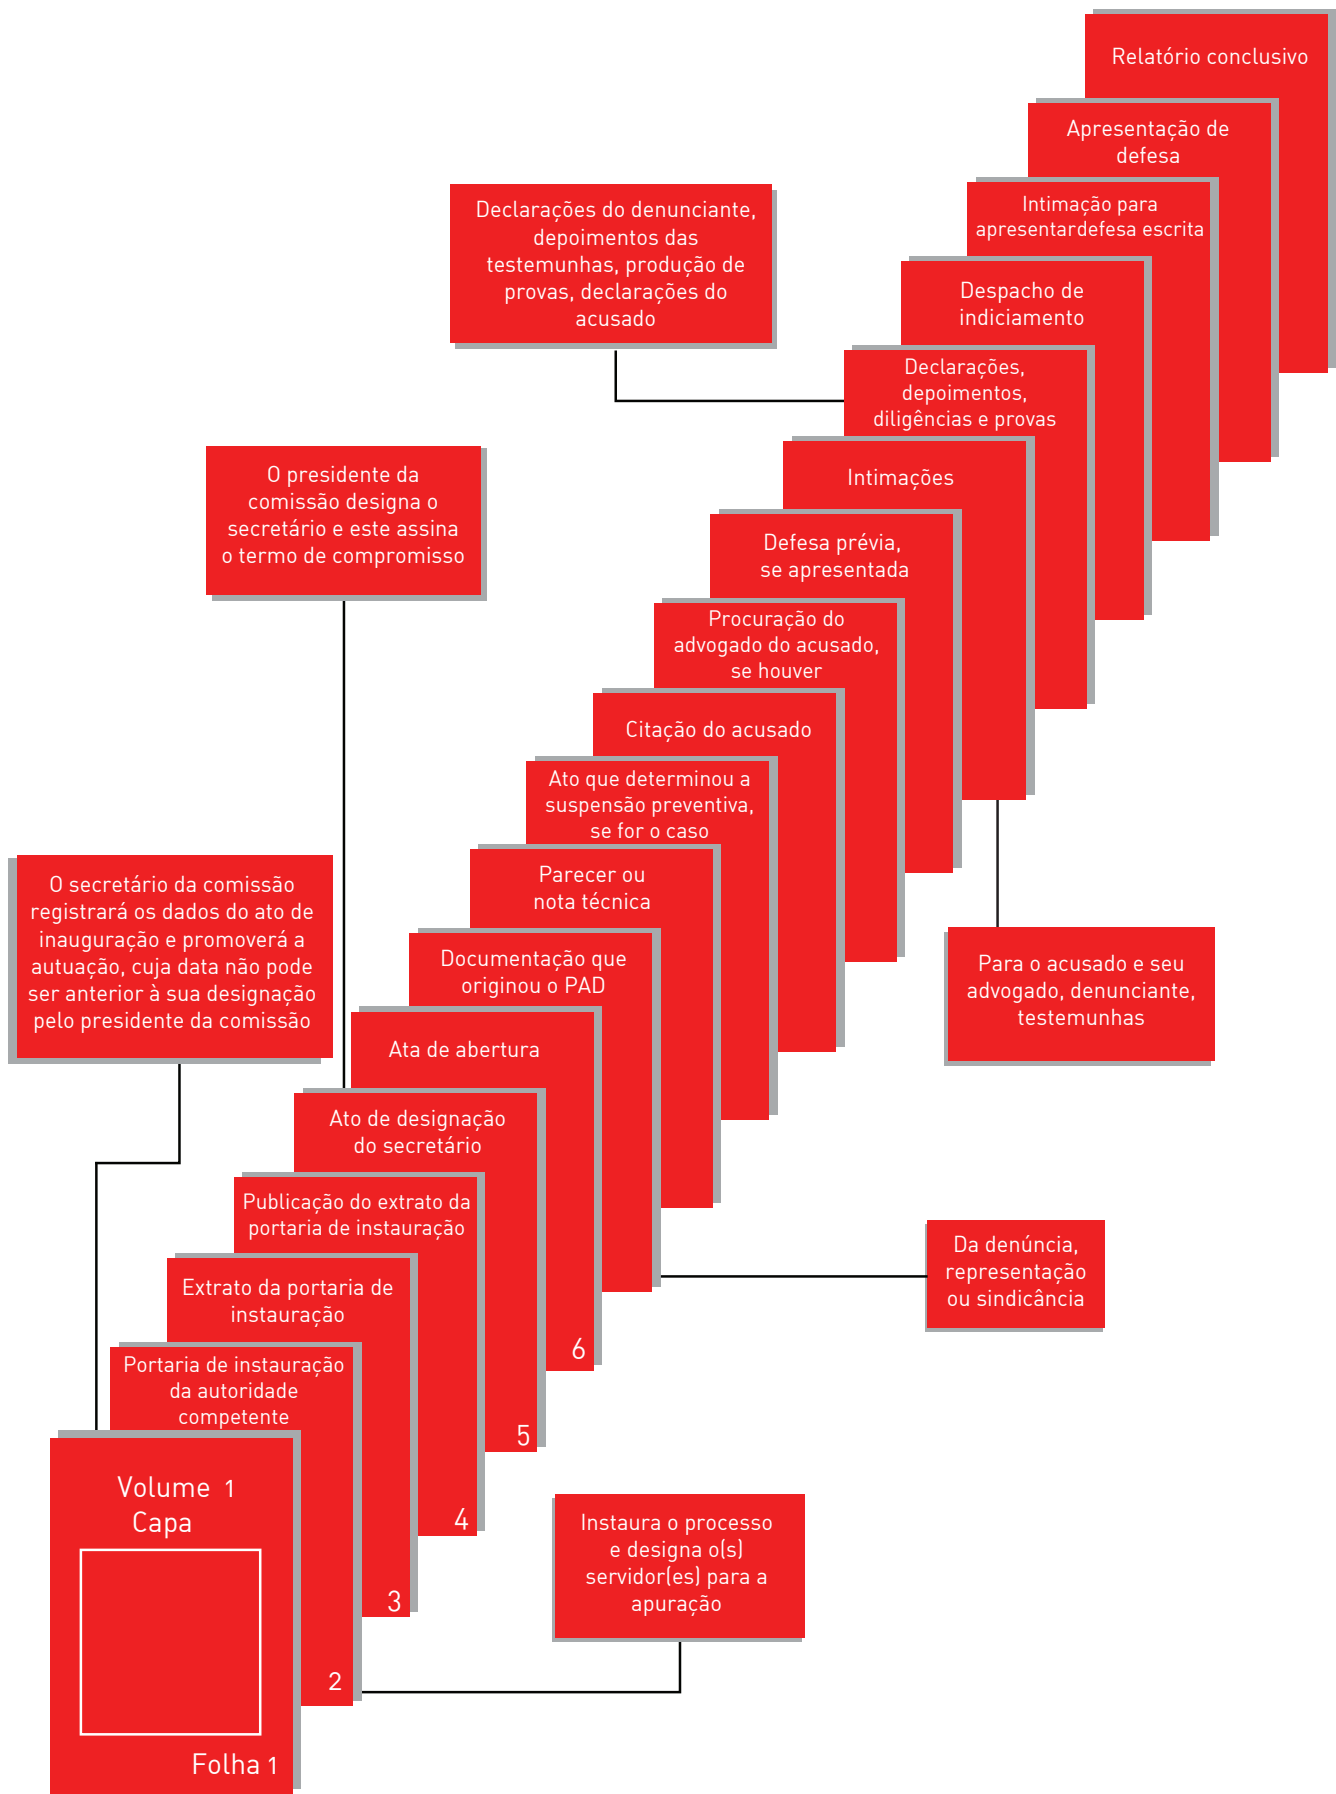 Relatório conclusivo
Apresentação de
defesa
Intimação para
apresentardefesa escrita
Declarações do denunciante,
depoimentos das
testemunhas, produção de
provas, declarações do
acusado
Despacho de
indiciamento
Declarações,
depoimentos,
diligências e provas
Intimações
O presidente da
comissão designa o
secretário e este assina
o termo de compromisso
Defesa prévia,
se apresentada
Procuração do
advogado do acusado,
se houver
Citação do acusado
Ato que determinou a
suspensão preventiva,
se for o caso
Parecer ou
nota técnica
O secretário da comissão
registrará os dados do ato de
inauguração e promoverá a
autuação, cuja data não pode
ser anterior à sua designação
pelo presidente da comissão
Documentação que
originou o PAD
Para o acusado e seu
advogado, denunciante,
testemunhas
Ata de abertura
Ato de designação
do secretário
Publicação do extrato da
portaria de instauração
Da denúncia,
representação
ou sindicância
Extrato da portaria de
instauração
6
Portaria de instauração
da autoridade
competente
5
Volume 1
Capa
4
Instaura o processo
e designa o(s)
servidor(es) para a
apuração
3
2
Folha 1